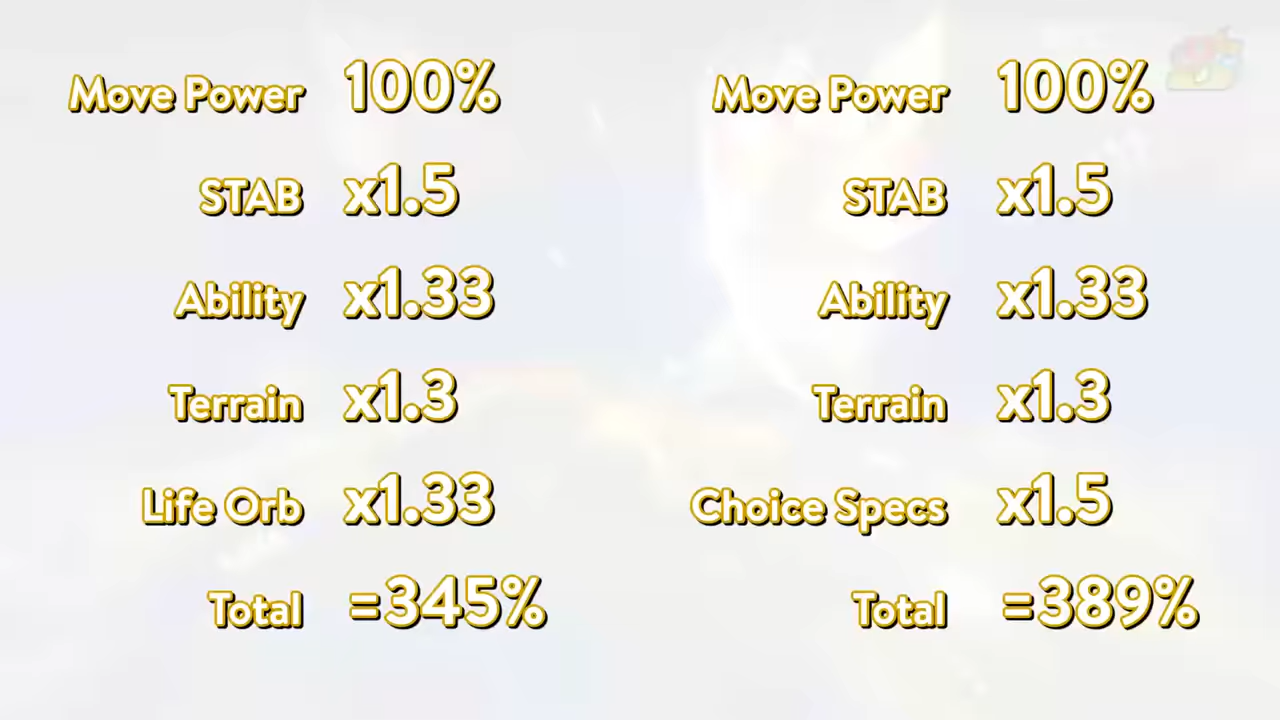 Move Power 100%
STAB x1.5
Ability x1.33
Terrain x1.3
Life Orb x1.33
Total =345%
Move Power 100%
STAB x1.5
Ability x1.33
Terrain x1.3
Choice Specs x1.5
Total =389%